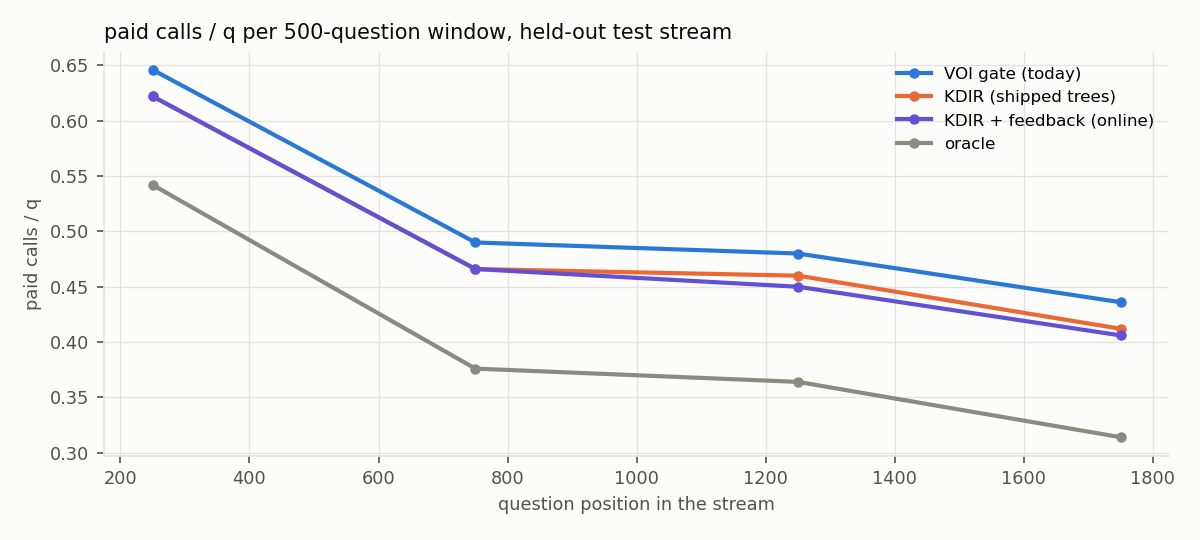 paid calls / q per 500-question window, held-out test stream
paid calls / q
0.65
0.60
0.55
0.50
0.45
0.40
0.35
0.30
VOI gate (today)
KDIR (shipped trees)
KDIR + feedback (online)
oracle
200 400 600 800 1000 1200 1400 1600 1800
question position in the stream